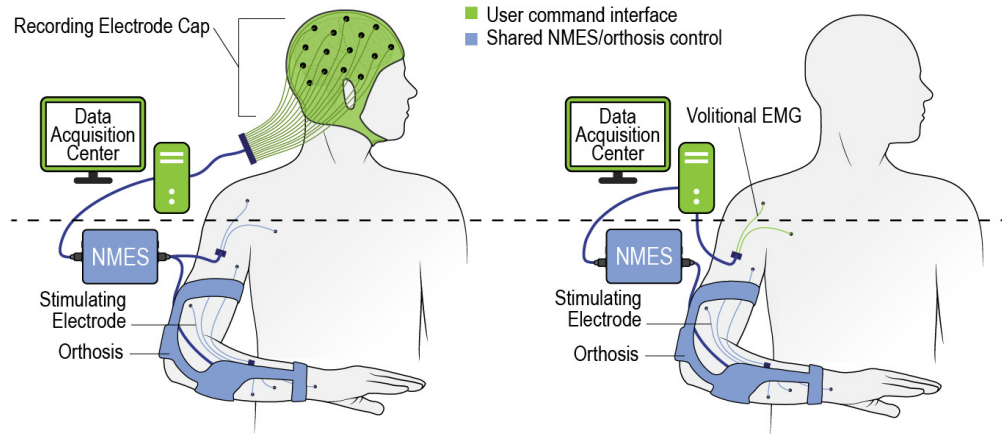 Recording Electrode Cap
User command interface
Shared NMES/orthosis control
Data
Acquisition
Center
NMES
Stimulating
Electrode
Orthosis
Volitional EMG
Data
Acquisition
Center
NMES
Stimulating
Electrode
Orthosis